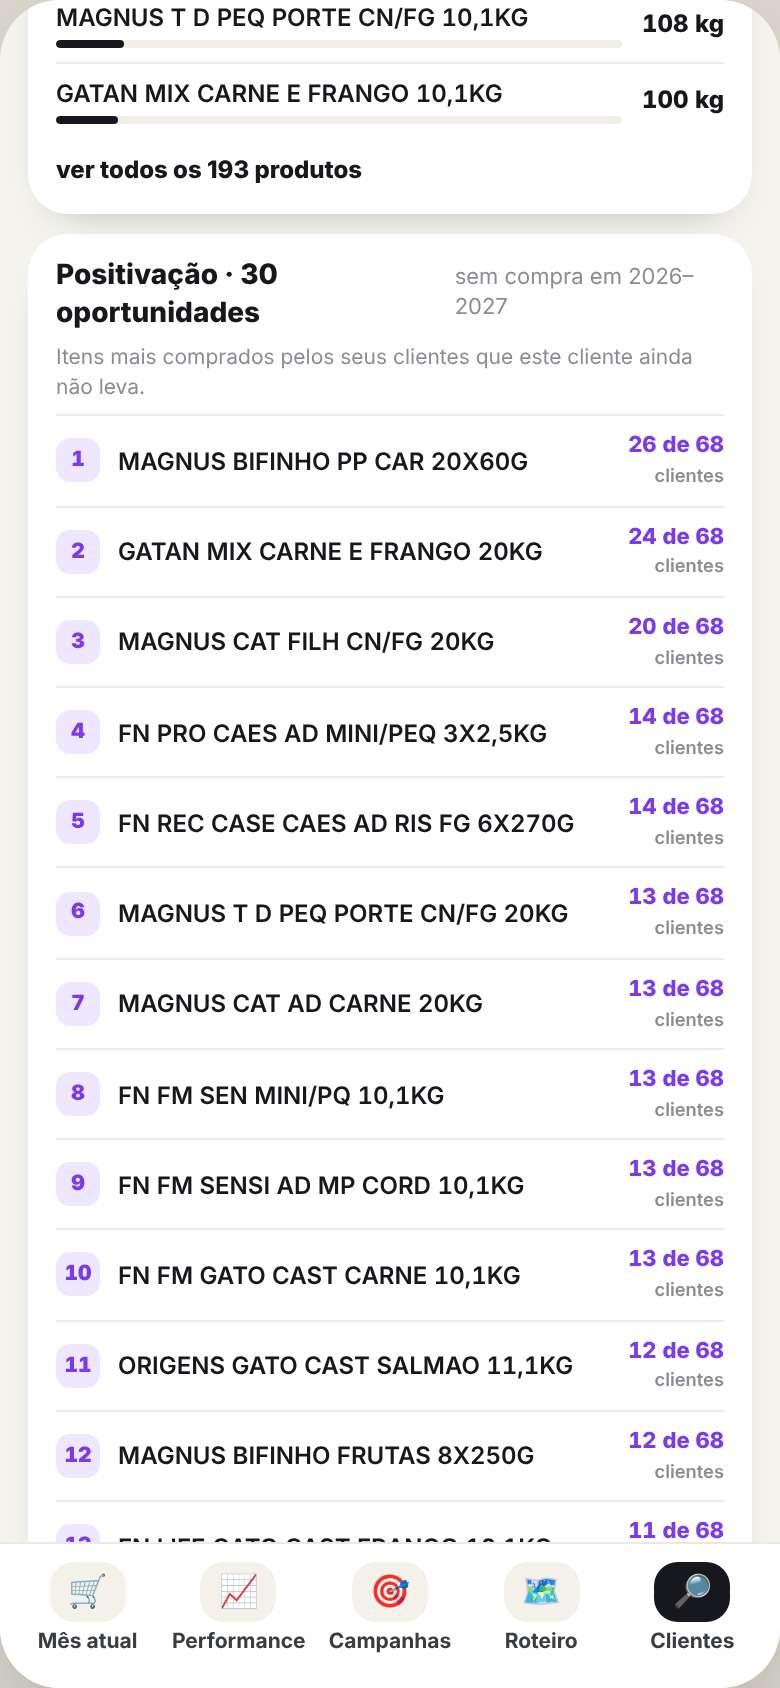 MAGNUS T D PEQ PORTE CN/FG 10,1KG
108 kg
GATAN MIX CARNE E FRANGO 10,1KG
100 kg
ver todos os 193 produtos
Positivação · 30
oportunidades
sem compra em 2026–
2027
Itens mais comprados pelos seus clientes que este cliente ainda
não leva.
1
MAGNUS BIFINHO PP CAR 20X60G
26 de 68
clientes
2
GATAN MIX CARNE E FRANGO 20KG
24 de 68
clientes
3
MAGNUS CAT FILH CN/FG 20KG
20 de 68
clientes
4
FN PRO CAES AD MINI/PEQ 3X2,5KG
14 de 68
clientes
5
FN REC CASE CAES AD RIS FG 6X270G
14 de 68
clientes
6
MAGNUS T D PEQ PORTE CN/FG 20KG
13 de 68
clientes
7
MAGNUS CAT AD CARNE 20KG
13 de 68
clientes
8
FN FM SEN MINI/PQ 10,1KG
13 de 68
clientes
9
FN FM SENSI AD MP CORD 10,1KG
13 de 68
clientes
10
FN FM GATO CAST CARNE 10,1KG
13 de 68
clientes
11
ORIGENS GATO CAST SALMAO 11,1KG
12 de 68
clientes
12
MAGNUS BIFINHO FRUTAS 8X250G
12 de 68
clientes
13
FN LIFE GATO CAST FRANGO 10,1KG
11 de 68
Mês atual
Performance
Campanhas
Roteiro
Clientes